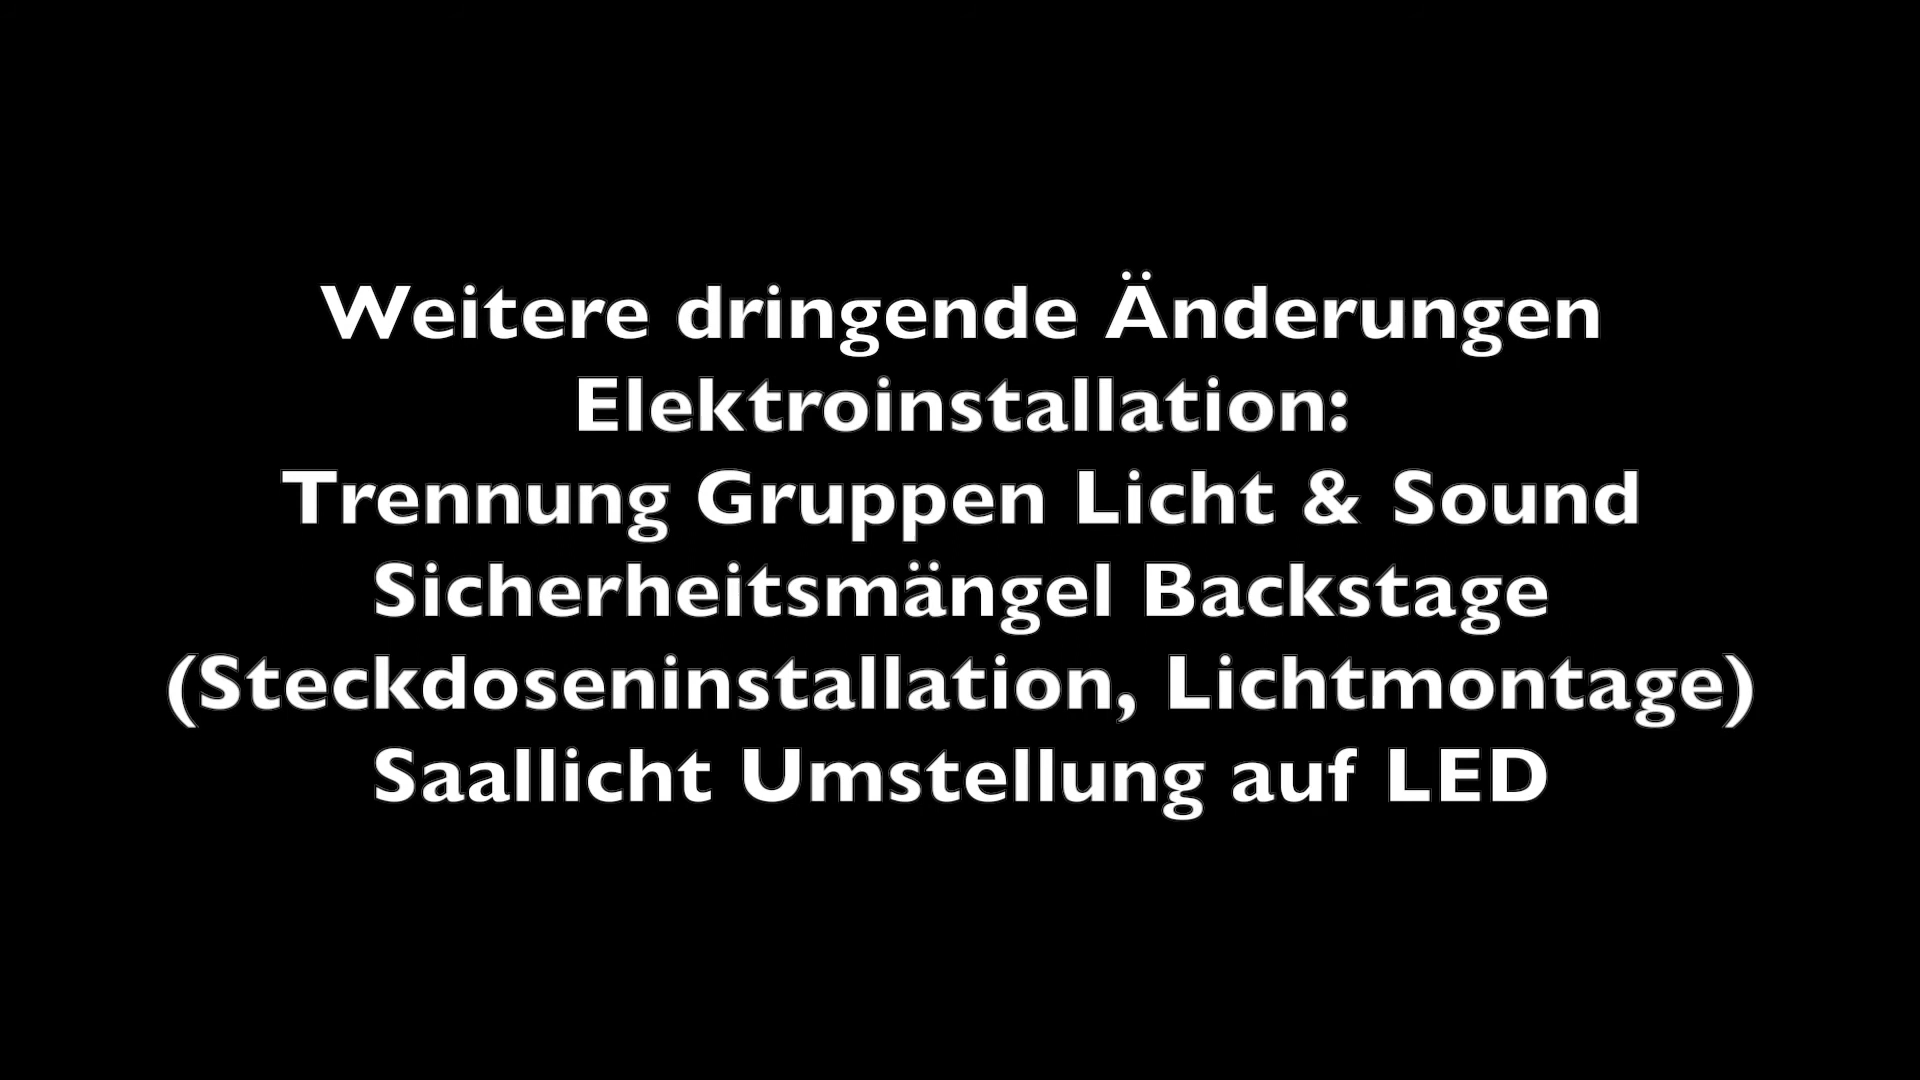 Weitere dringende Änderungen
Elektroinstallation:
Trennung Gruppen Licht & Sound
Sicherheitsmängel Backstage
(Steckdoseninstallation, Lichtmontage)
Saallicht Umstellung auf LED